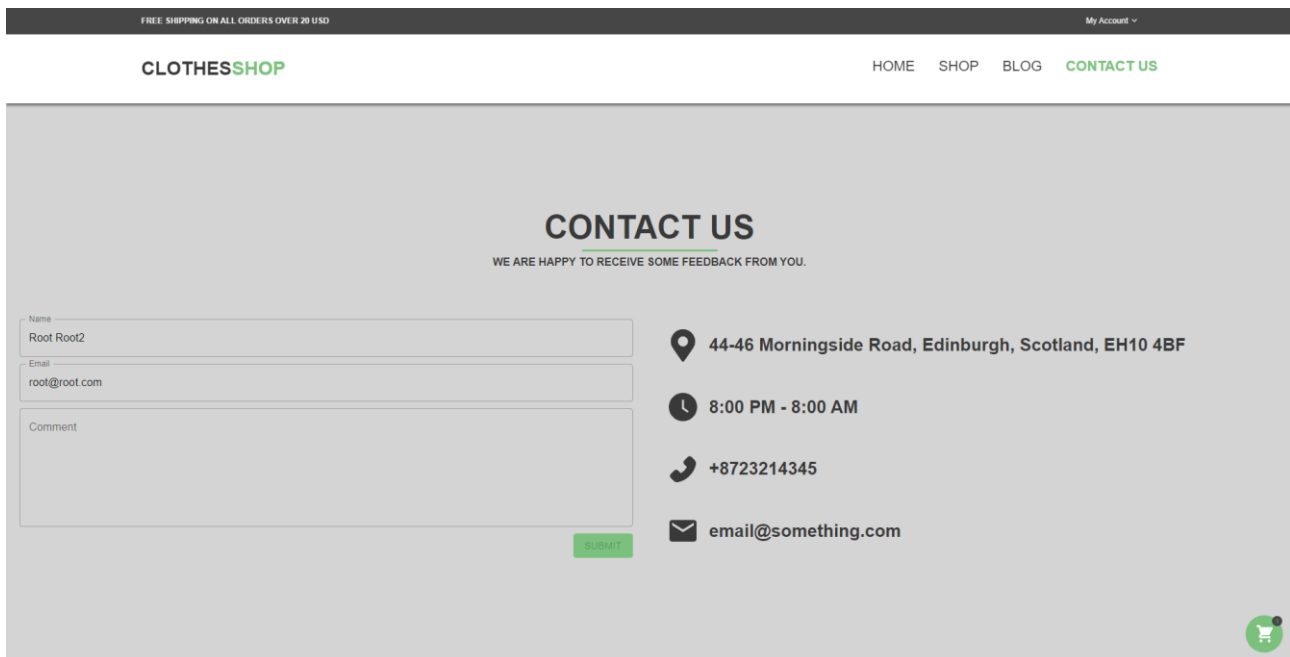 FREE SHIPPING ON ALL ORDERS OVER 20 USD
My Account
CLOTHESSHOP
HOME SHOP BLOG CONTACT US
CONTACT US
WE ARE HAPPY TO RECEIVE SOME FEEDBACK FROM YOU.
Name
Root Root2
Email
root@root.com
Comment
SUBMIT
44-46 Morningside Road, Edinburgh, Scotland, EH10 4BF
8:00 PM - 8:00 AM
+8723214345
email@something.com